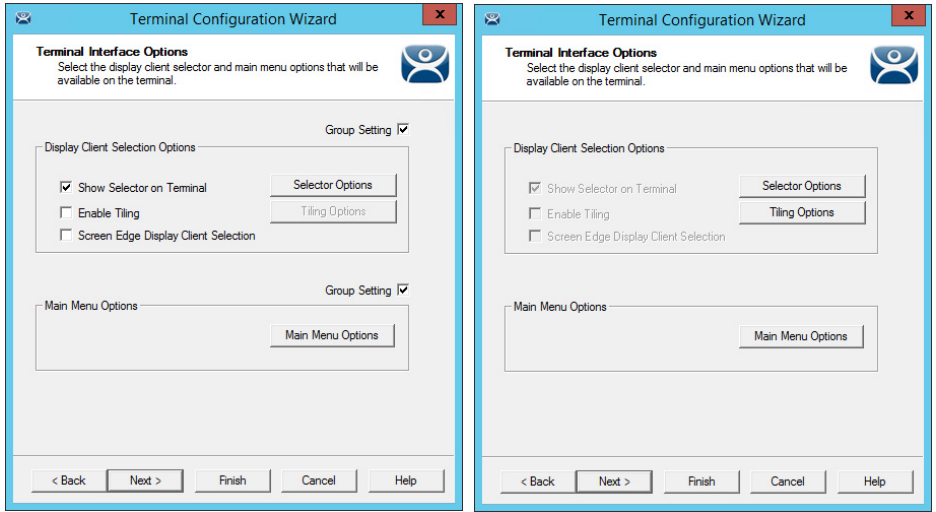 Terminal Configuration Wizard
x
Terminal Interface Options
Select the display client selector and main menu options that will be
available on the terminal.
Group Setting
Display Client Selection Options
Show Selector on Terminal
Selector Options
Enable Tiling
Tiling Options
Screen Edge Display Client Selection
Group Setting
Main Menu Options
Main Menu Options
< Back
Next >
Finish
Cancel
Help
Terminal Configuration Wizard
x
Terminal Interface Options
Select the display client selector and main menu options that will be
available on the terminal.
Display Client Selection Options
Show Selector on Terminal
Selector Options
Enable Tiling
Tiling Options
Screen Edge Display Client Selection
Main Menu Options
Main Menu Options
< Back
Next >
Finish
Cancel
Help